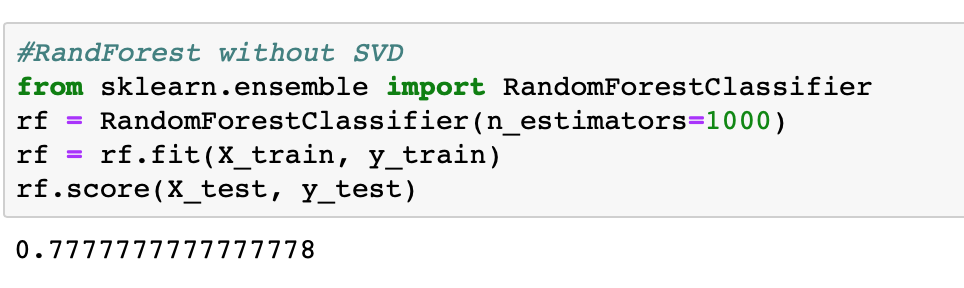 #RandForest without SVD
from sklearn.ensemble import RandomForestClassifier
rf = RandomForestClassifier(n_estimators=1000)
rf = rf.fit(X_train, y_train)
rf.score(X_test, y_test)
0.7777777777777778